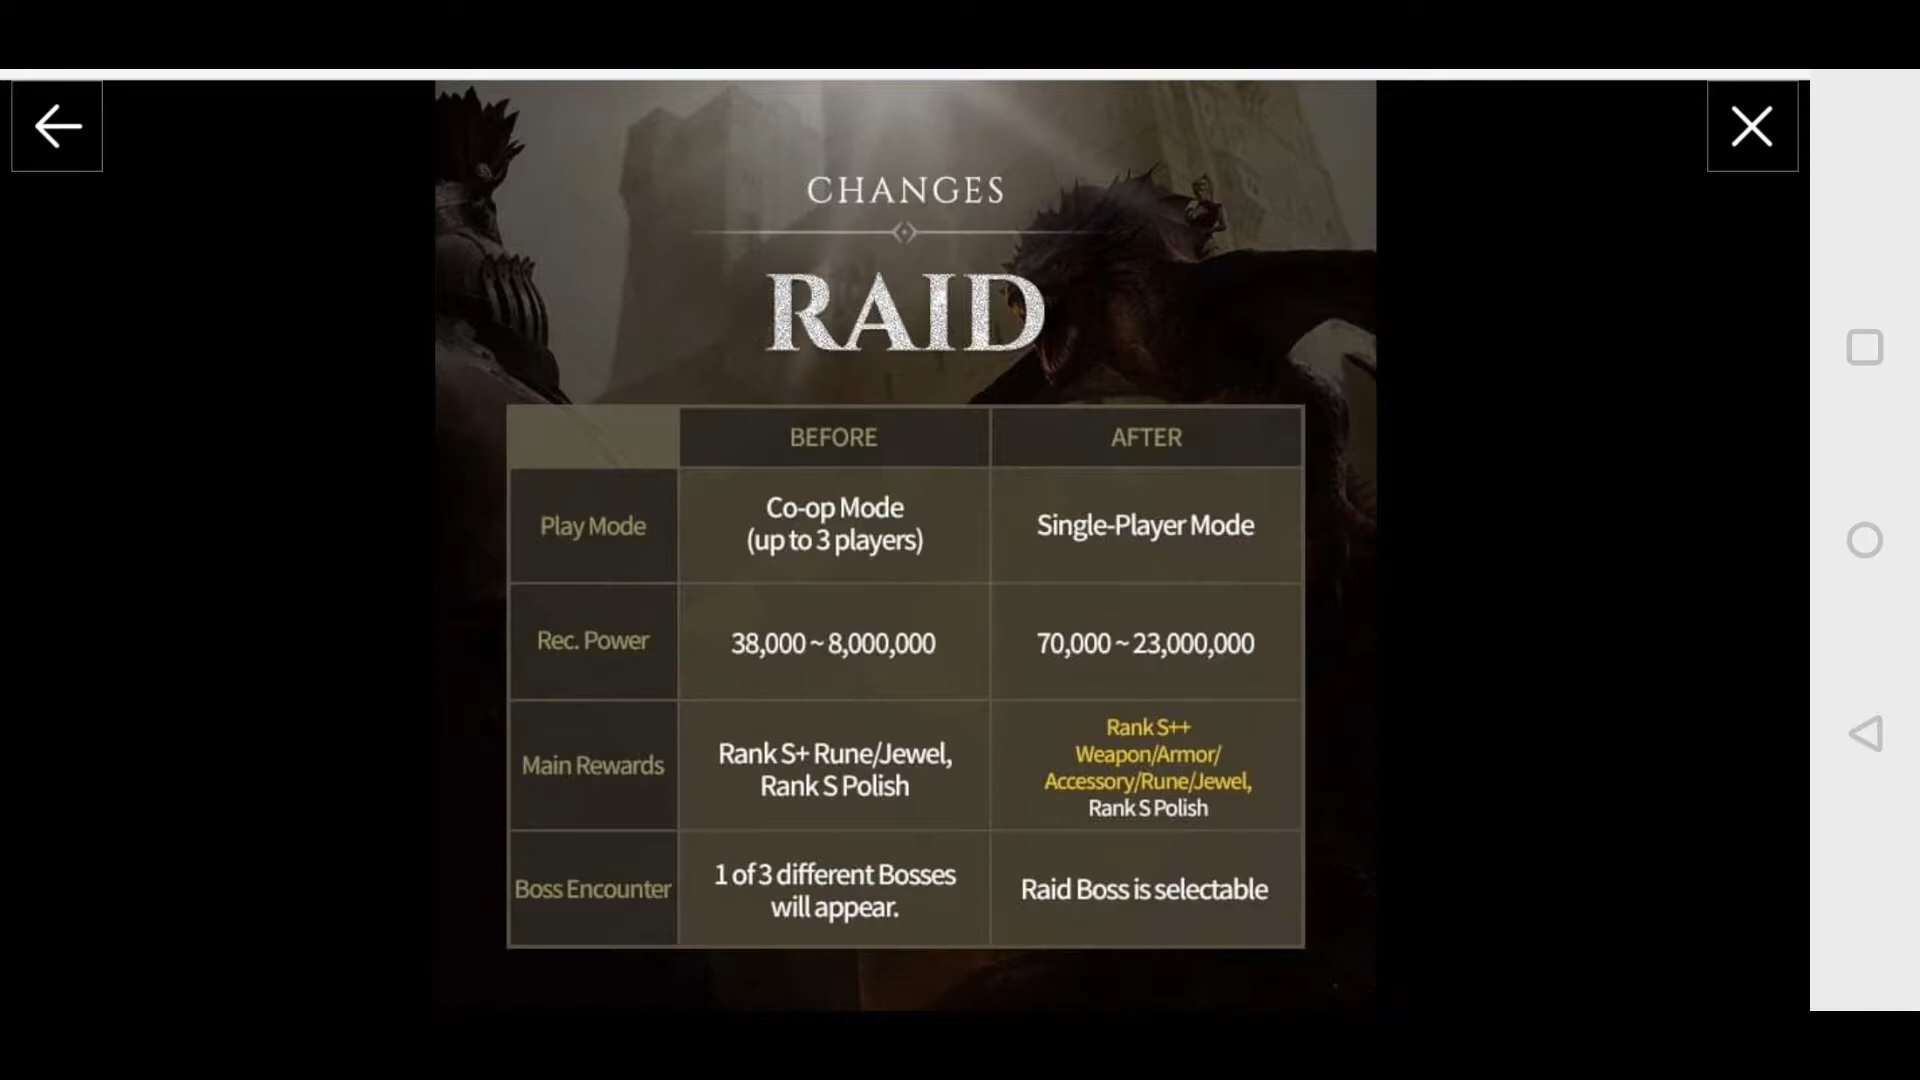 CHANGES
RAID
BEFORE
AFTER
Play Mode
Co-op Mode
(up to 3 players)
Single-Player Mode
Rec. Power
38,000 ~ 8,000,000
70,000 ~ 23,000,000
Main Rewards
Rank S+ Rune/Jewel,
Rank S Polish
Rank S++
Weapon/Armor/
Accessory/Rune/Jewel,
Rank S Polish
Boss Encounter
1 of 3 different Bosses
will appear.
Raid Boss is selectable